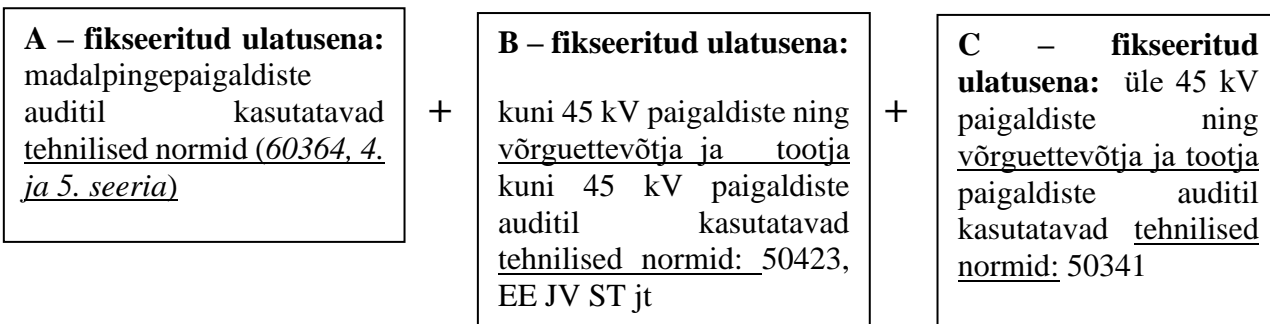 A – fikseeritud ulatusena:
madalpingepaigaldiste
auditil kasutatavad
tehnilised normid (60364, 4.
ja 5. seeria)
+
B – fikseeritud ulatusena:
kuni 45 kV paigaldiste ning
võrguettevõtja ja tootja
kuni 45 kV paigaldiste
auditil kasutatavad
tehnilised normid: 50423,
EE JV ST jt
+
C – fikseeritud
ulatusena: üle 45 kV
paigaldiste ning
võrguettevõtja ja tootja
paigaldiste auditil
kasutatavad tehnilised
normid: 50341